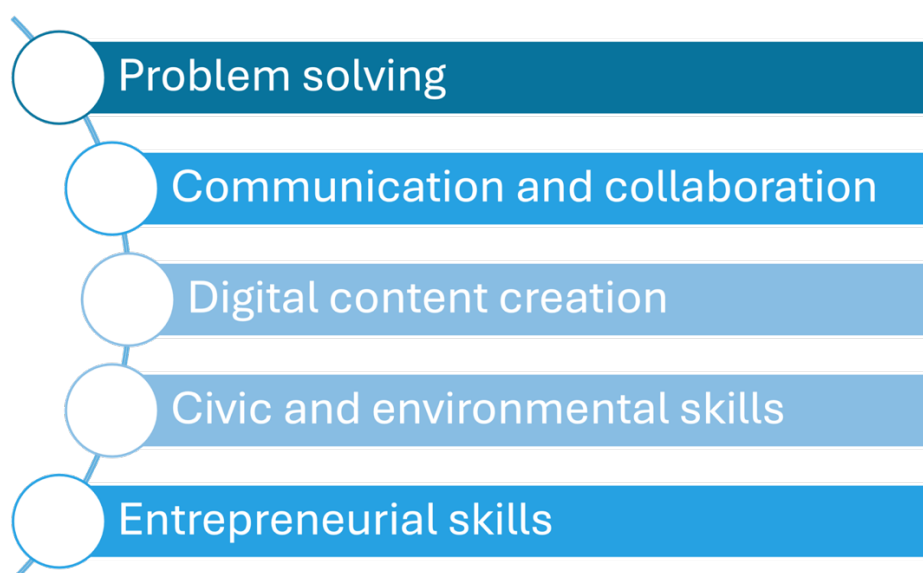 Problem solving
Communication and collaboration
Digital content creation
Civic and environmental skills
Entrepreneurial skills